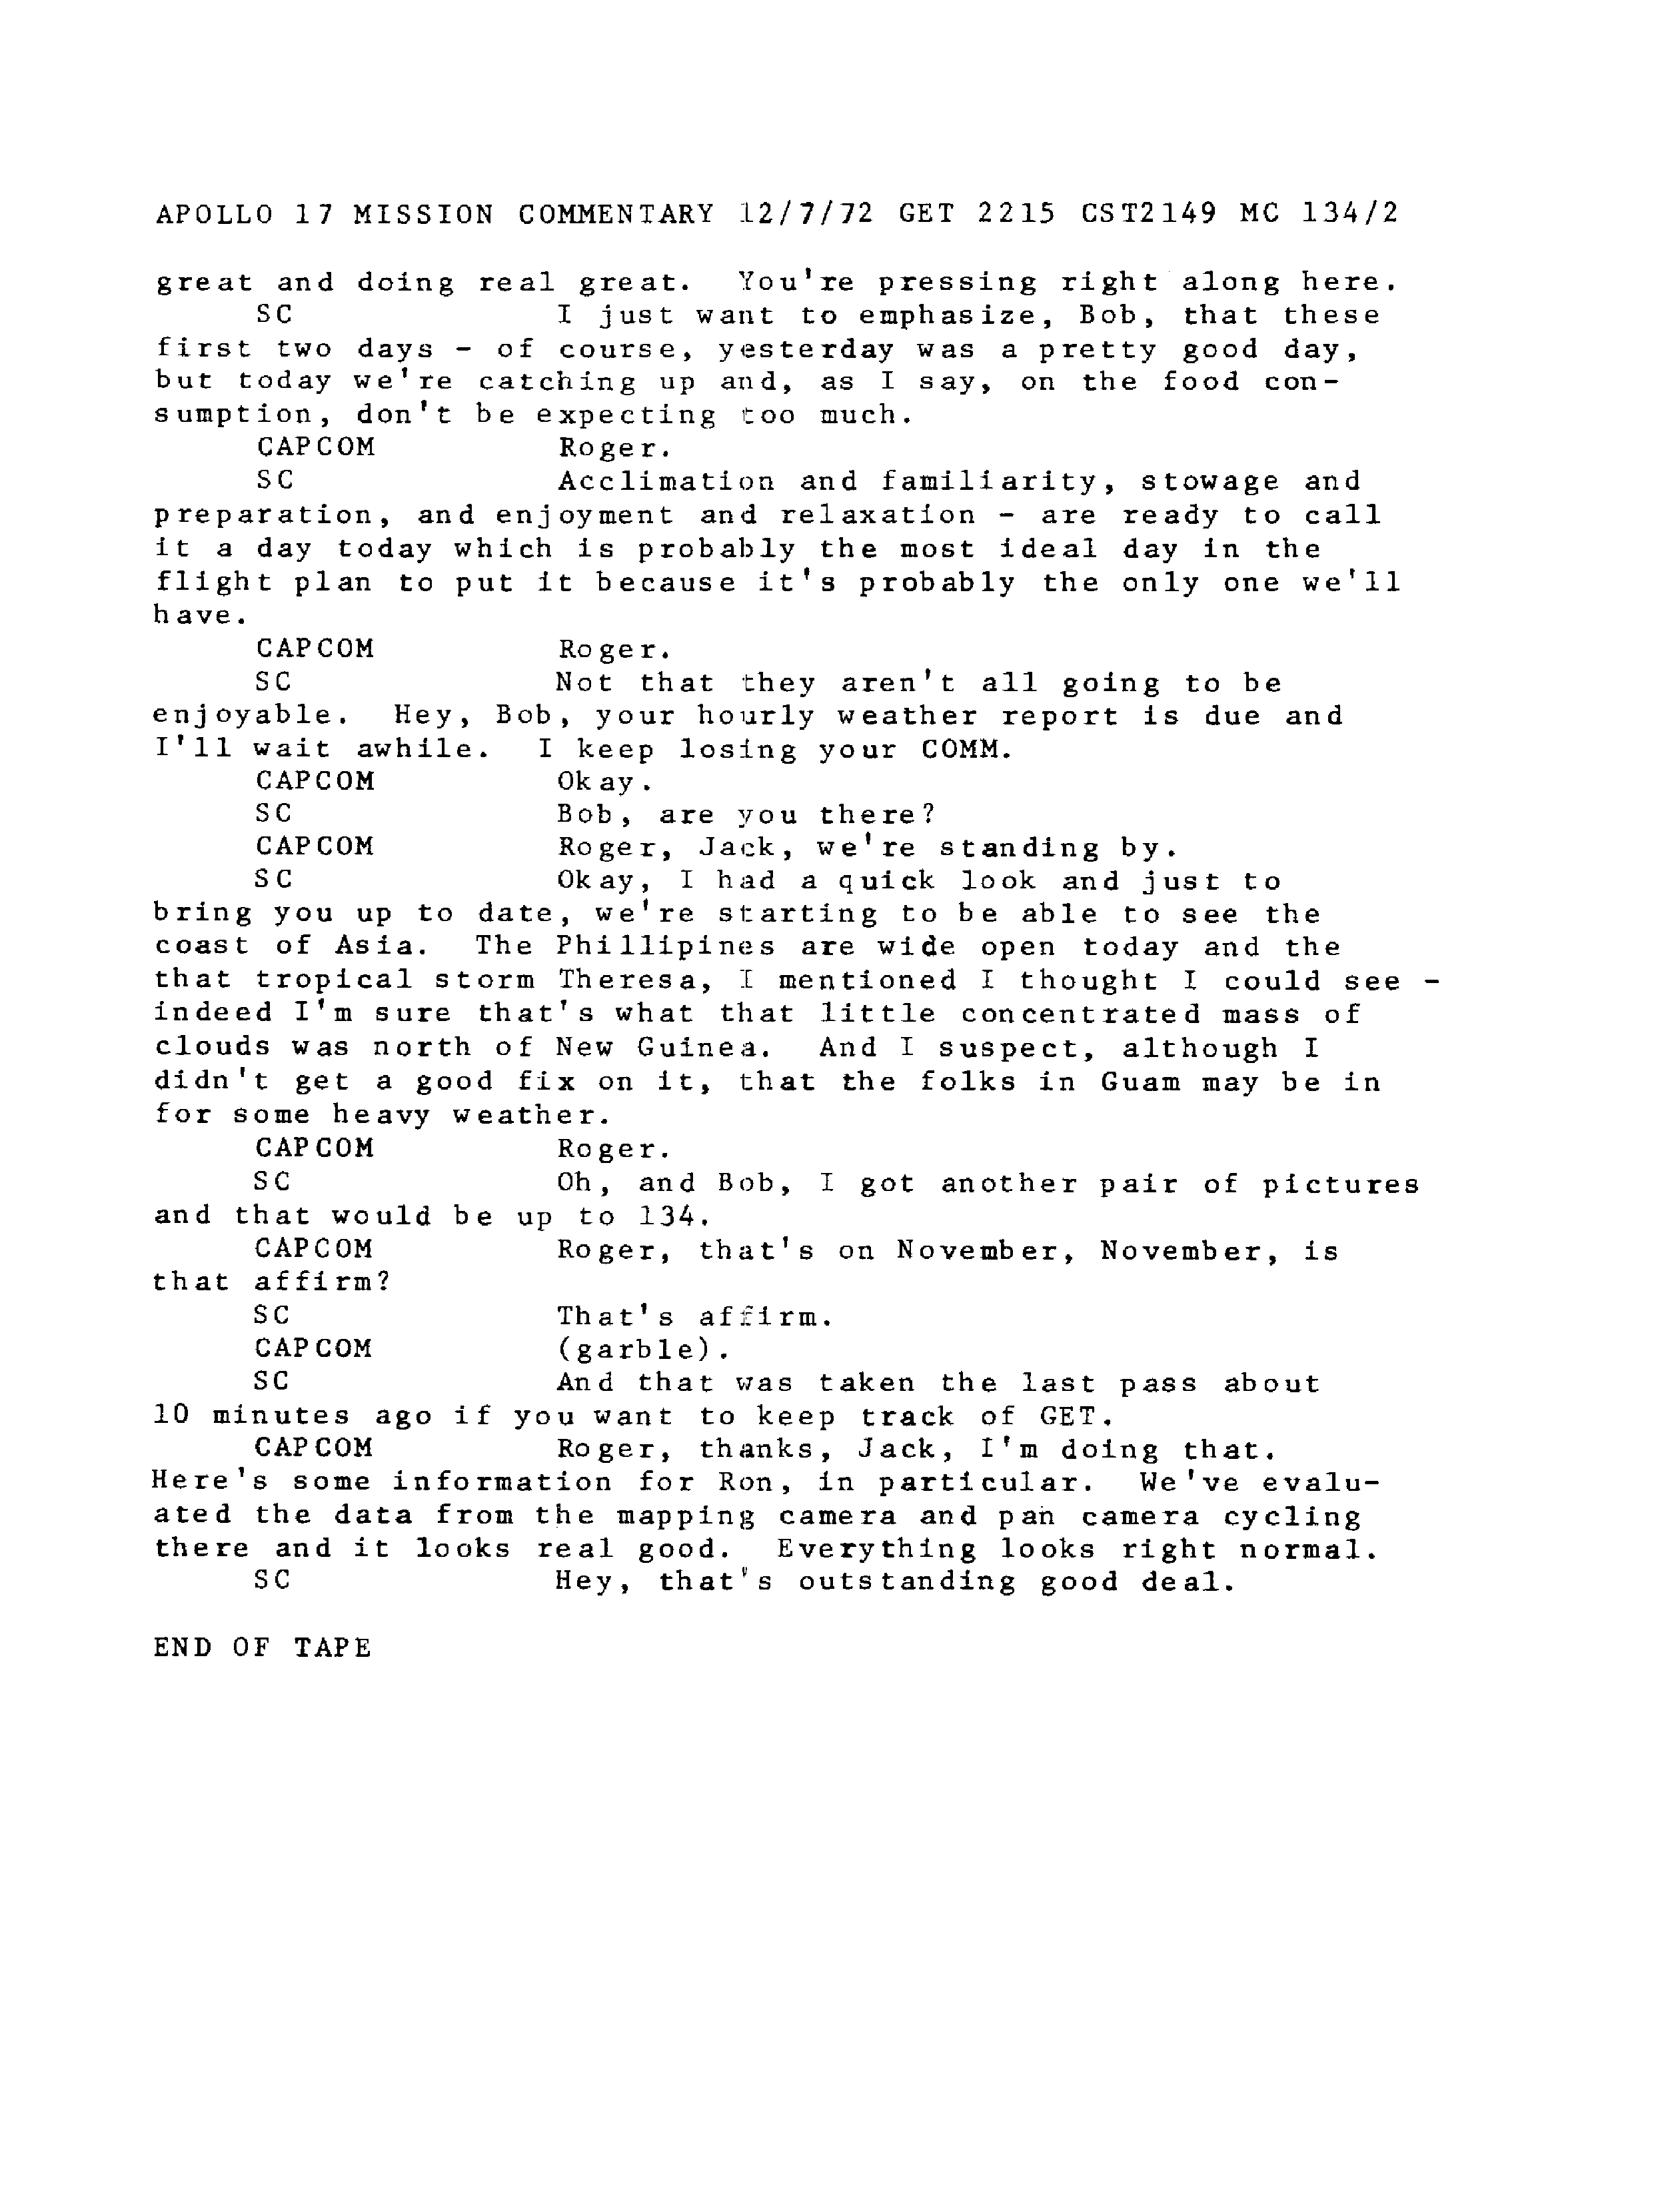 APOLLO 17 MISSION COMMENTARY 12/7/72 GET 2215 CST2149 MC 134/2
great and doing real great. You're pressing right along here.
SC I just want to emphasize, Bob, that these
first two days - of course, yesterday was a pretty good day,
but today we're catching up and, as I say, on the food con-
sumption, don't be expecting too much.
CAPCOM Roger.
SC Acclimation and familiarity, stowage and
preparation, and enjoyment and relaxation - are ready to call
it a day today which is probably the most ideal day in the
flight plan to put it because it's probably the only one we'll
have.
CAPCOM Roger.
SC Not that they aren't all going to be
enjoyable. Hey, Bob, your hourly weather report is due and
I'll wait awhile. I keep losing your COMM.
CAPCOM Okay.
SC Bob, are you there?
CAPCOM Roger, Jack, we're standing by.
SC Okay, I had a quick look and just to
bring you up to date, we're starting to be able to see the
coast of Asia. The Phillipines are wide open today and the
that tropical storm Theresa, I mentioned I thought I could see -
indeed I'm sure that's what that little concentrated mass of
clouds was north of New Guinea. And I suspect, although I
didn't get a good fix on it, that the folks in Guam may be in
for some heavy weather.
CAPCOM Roger.
SC Oh, and Bob, I got another pair of pictures
and that would be up to 134.
CAPCOM Roger, that's on November, November, is
that affirm?
SC That's affirm.
CAPCOM (garble).
SC And that was taken the last pass about
10 minutes ago if you want to keep track of GET.
CAPCOM Roger, thanks, Jack, I'm doing that.
Here's some information for Ron, in particular. We've evalu-
ated the data from the mapping camera and pan camera cycling
there and it looks real good. Everything looks right normal.
SC Hey, that's outstanding good deal.
END OF TAPE